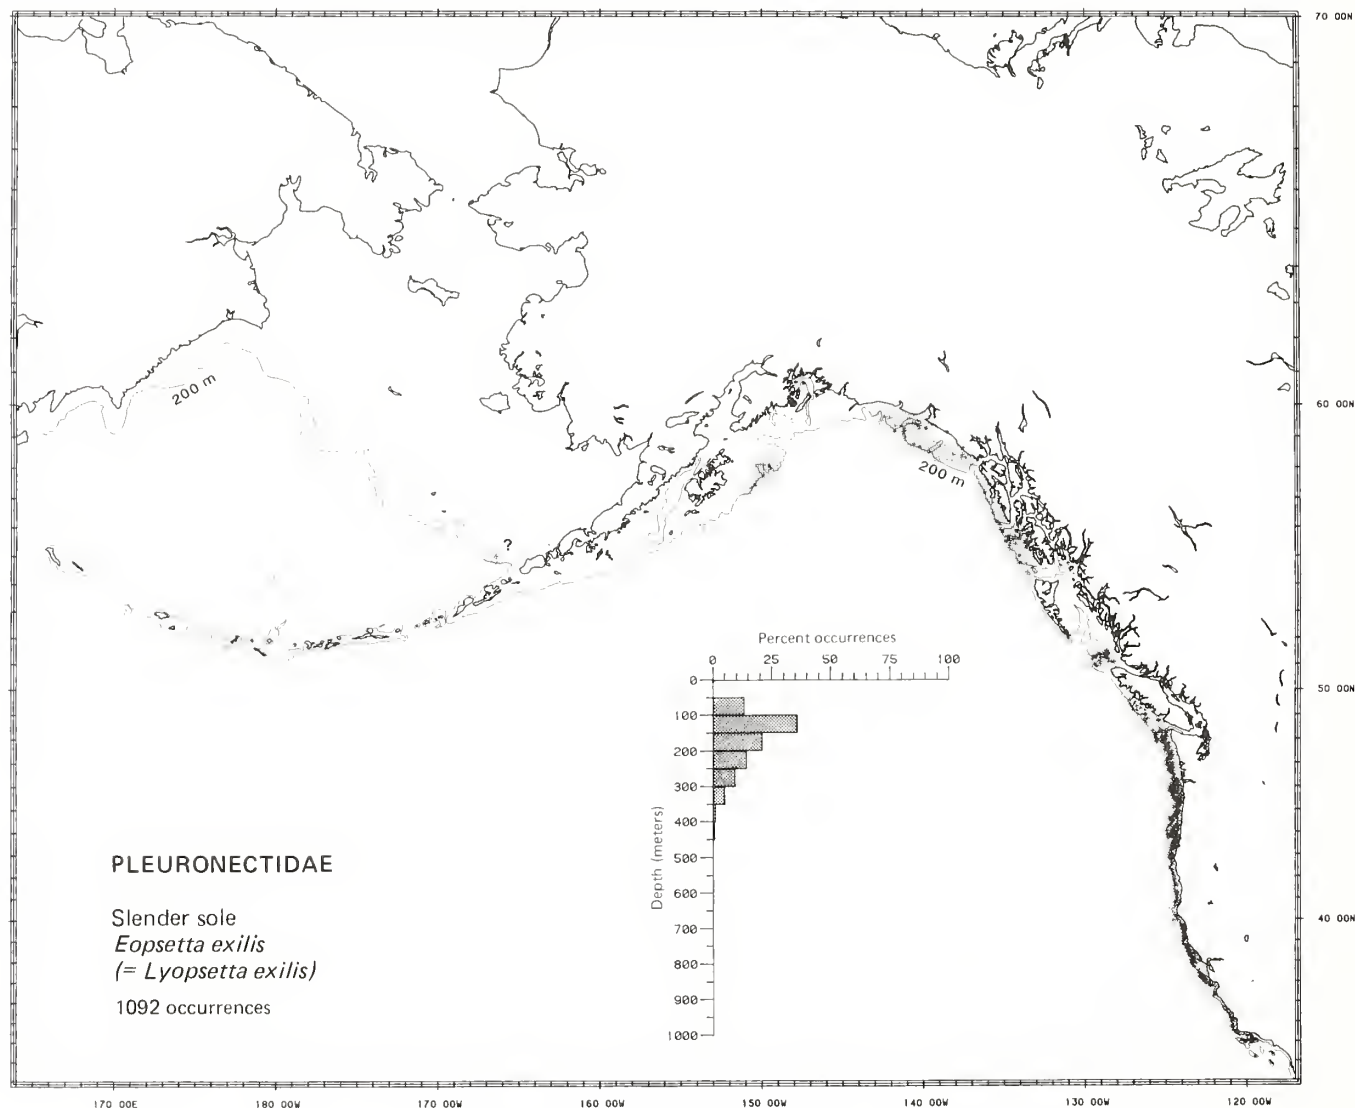 70 00N
200 m
60 00N
200 m
?
Percent occurrences
0 25 50 75 100
0
100
200
300
400
500
600
700
800
900
1000
Depth (meters)
50 00N
40 00N
PLEURONECTIDAE
Slender sole
Eopsetta exilis
(= Lyopsetta exilis)
1092 occurrences
170 00E 180 00W 170 00W 160 00W 150 00W 140 00W 130 00W 120 00W